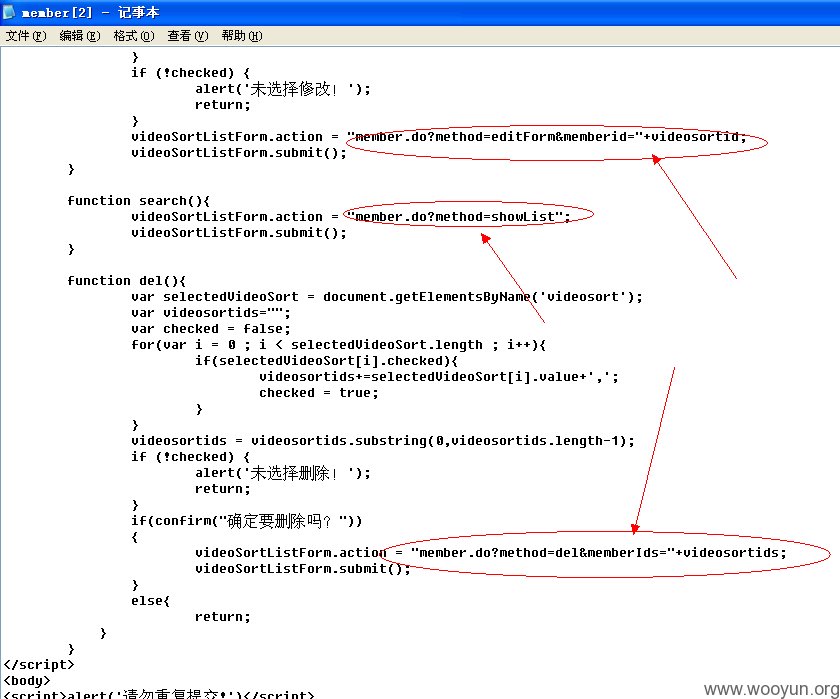 member[2] - 记事本
文件(F) 编辑(E) 格式(O) 查看(V) 帮助(H)
}
if (!checked) {
alert('未选择修改! ');
return;
}
videoSortListForm.action = "member.do?method=editForm&memberid="+videosortid;
videoSortListForm.submit();
}
function search(){
videoSortListForm.action = "member.do?method=showList";
videoSortListForm.submit();
}
function del(){
var selectedVideoSort = document.getElementsByName('videosort');
var videosortids="";
var checked = false;
for(var i = 0 ; i < selectedVideoSort.length ; i++){
if(selectedVideoSort[i].checked){
videosortids+=selectedVideoSort[i].value+',';
checked = true;
}
}
videosortids = videosortids.substring(0,videosortids.length-1);
if (!checked) {
alert('未选择删除! ');
return;
}
if(confirm("确定要删除吗? "))
{
videoSortListForm.action = "member.do?method=del&memberIds="+videosortids;
videoSortListForm.submit();
}
else{
return;
}
}
</script>
<body>
<script>alert('请勿重复提交!')</script>
www.wooyun.org